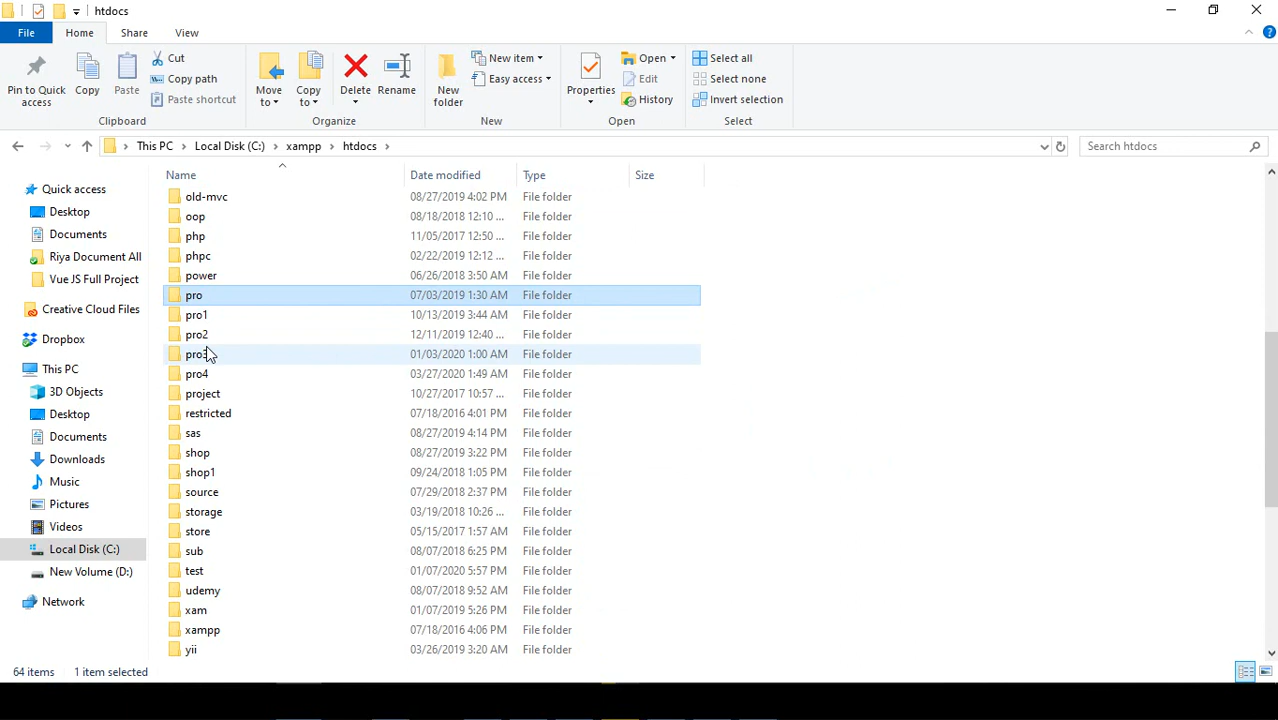 htdocs
File Home Share View
Pin to Quick access
Copy
Paste
Cut
Copy path
Paste shortcut
Clipboard
Move to
Copy to
Delete
Rename
Organize
New folder
New item
Easy access
New
Properties
Open
Edit
History
Open
Select all
Select none
Invert selection
Select
This PC > Local Disk (C:) > xampp > htdocs >
Search htdocs
Quick access
Desktop
Documents
Riya Document All
Vue JS Full Project
Creative Cloud Files
Dropbox
This PC
3D Objects
Desktop
Documents
Downloads
Music
Pictures
Videos
Local Disk (C:)
New Volume (D:)
Network
Name Date modified Type Size
old-mvc 08/27/2019 4:02 PM File folder
oop 08/18/2018 12:10 ... File folder
php 11/05/2017 12:50 ... File folder
phpc 02/22/2019 12:12 ... File folder
power 06/26/2018 3:50 AM File folder
pro 07/03/2019 1:30 AM File folder
pro1 10/13/2019 3:44 AM File folder
pro2 12/11/2019 12:40 ... File folder
pro3 01/03/2020 1:00 AM File folder
pro4 03/27/2020 1:49 AM File folder
project 10/27/2017 10:57 ... File folder
restricted 07/18/2016 4:01 PM File folder
sas 08/27/2019 4:14 PM File folder
shop 08/27/2019 3:22 PM File folder
shop1 09/24/2018 1:05 PM File folder
source 07/29/2018 2:37 PM File folder
storage 03/19/2018 10:26 ... File folder
store 05/15/2017 1:57 AM File folder
sub 08/07/2018 6:25 PM File folder
test 01/07/2020 5:57 PM File folder
udemy 08/07/2018 9:52 AM File folder
xam 01/07/2019 5:26 PM File folder
xampp 07/18/2016 4:06 PM File folder
yii 03/26/2019 3:20 AM File folder
64 items 1 item selected